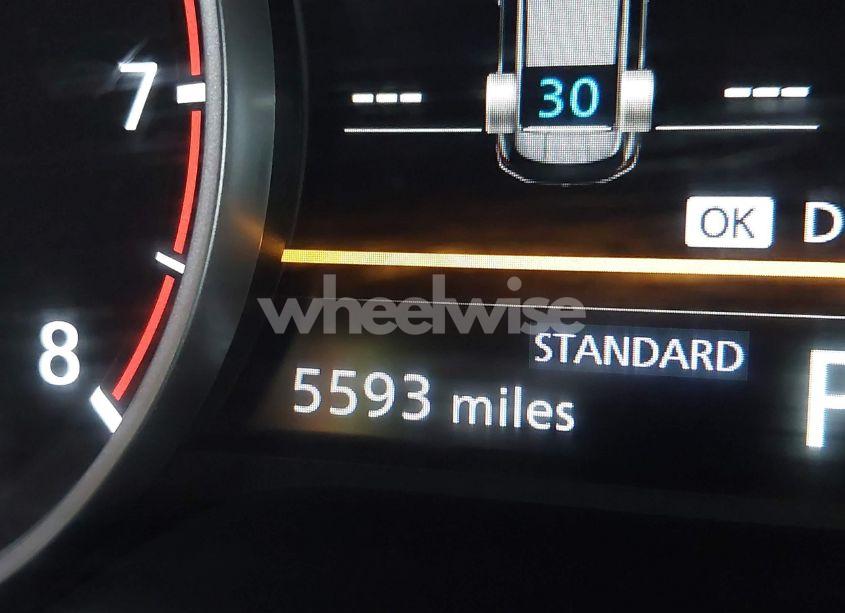 7
---
30
---
OK D
wheelwise
8
STANDARD
5593 miles